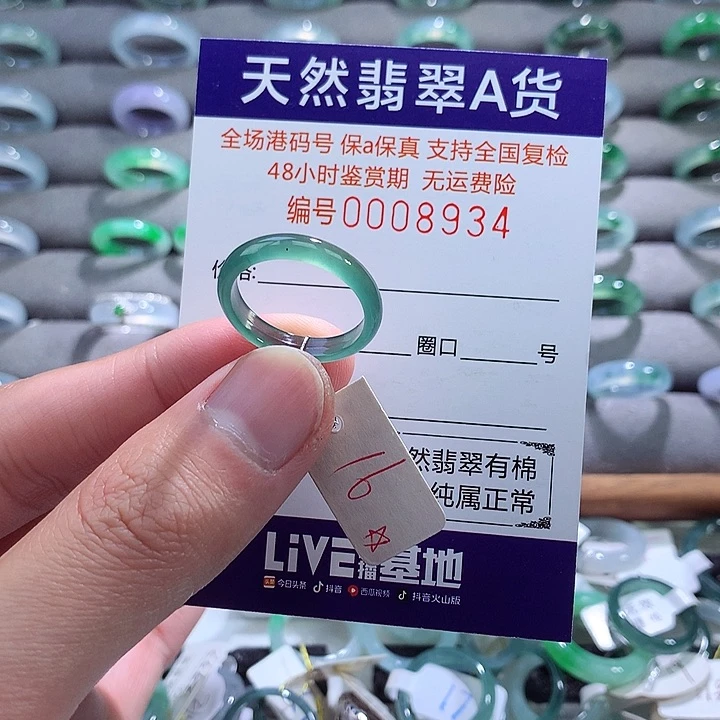 天然翡翠A货
全场港码号 保a保真 支持全国复检
48小时鉴赏期 无运费险
编号0008934
价格:
圈口 号
然翡翠有棉
纯属正常
16
LiVE播基地
今日头条 抖音 西瓜视频 抖音火山版
17